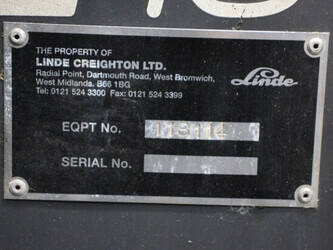 THE PROPERTY OF
LINDE CREIGHTON LTD.
Radial Point, Dartmouth Road, West Bromwich,
West Midlands. B66 1BG
Tel: 0121 524 3300 Fax: 0121 524 3399
Linde
EQPT No. 113114
SERIAL No.